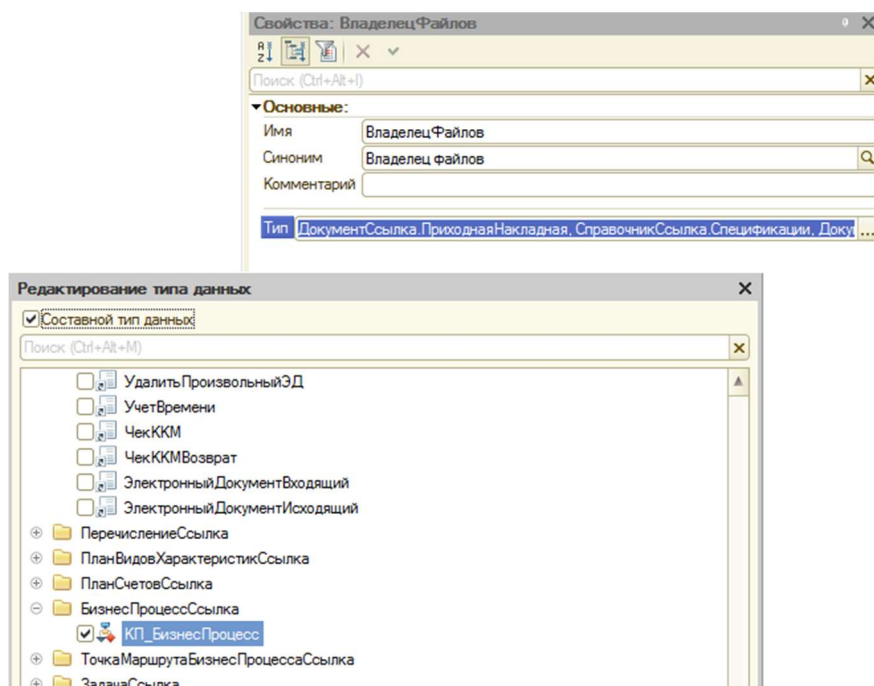 Свойства: ВладелецФайлов
Поиск (Ctrl+Alt+I)
Основные:
Имя ВладелецФайлов
Синоним Владелец файлов
Комментарий
Тип ДокументСсылка.ПриходнаяНакладная, СправочникСсылка.Спецификации, Доку ...
Редактирование типа данных
Составной тип данных
Поиск (Ctrl+Alt+M)
УдалитьПроизвольныйЭД
УчетВремени
ЧекККМ
ЧекККМВозврат
ЭлектронныйДокументВходящий
ЭлектронныйДокументИсходящий
ПеречислениеСсылка
ПланВидовХарактеристикСсылка
ПланСчетовСсылка
БизнесПроцессСсылка
КП_БизнесПроцесс
ТочкаМаршрутаБизнесПроцессаСсылка
ЗадачаСсылка